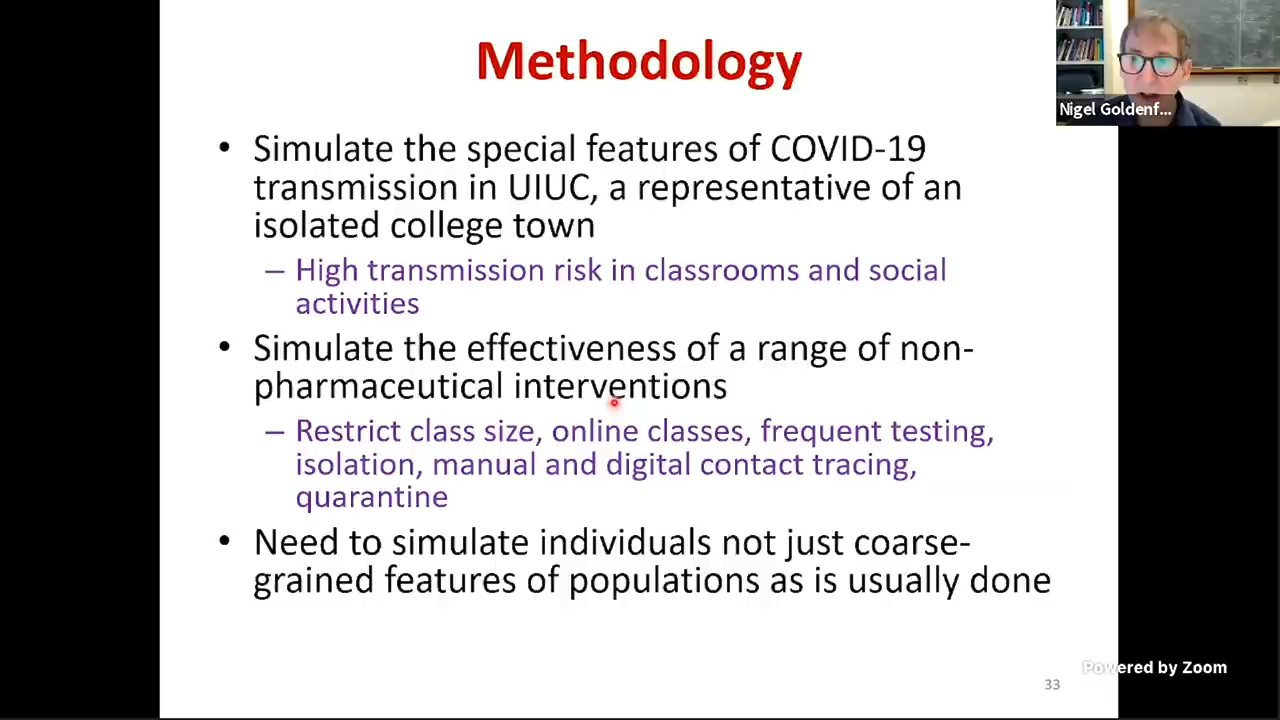 Methodology
Nigel Goldenf...
• Simulate the special features of COVID-19
transmission in UIUC, a representative of an
isolated college town
– High transmission risk in classrooms and social
activities
• Simulate the effectiveness of a range of non-
pharmaceutical interventions
– Restrict class size, online classes, frequent testing,
isolation, manual and digital contact tracing,
quarantine
• Need to simulate individuals not just coarse-
grained features of populations as is usually done
Powered by Zoom
33